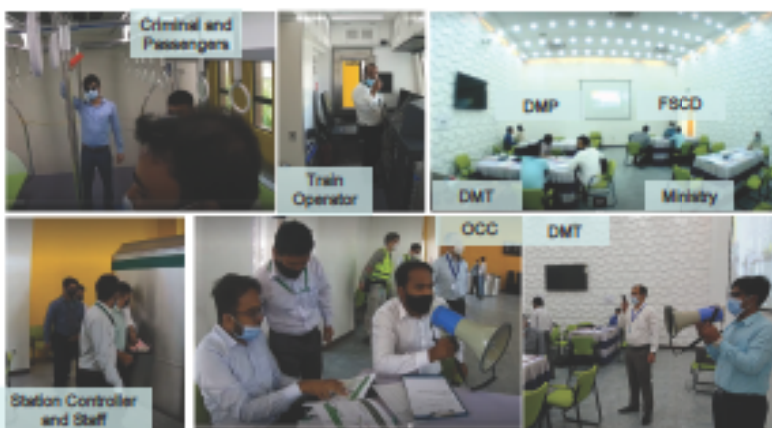 Criminal and
Passengers
Train
Operator
DMP
FSCD
DMT
Ministry
Station Controller
and Staff
OCC
DMT